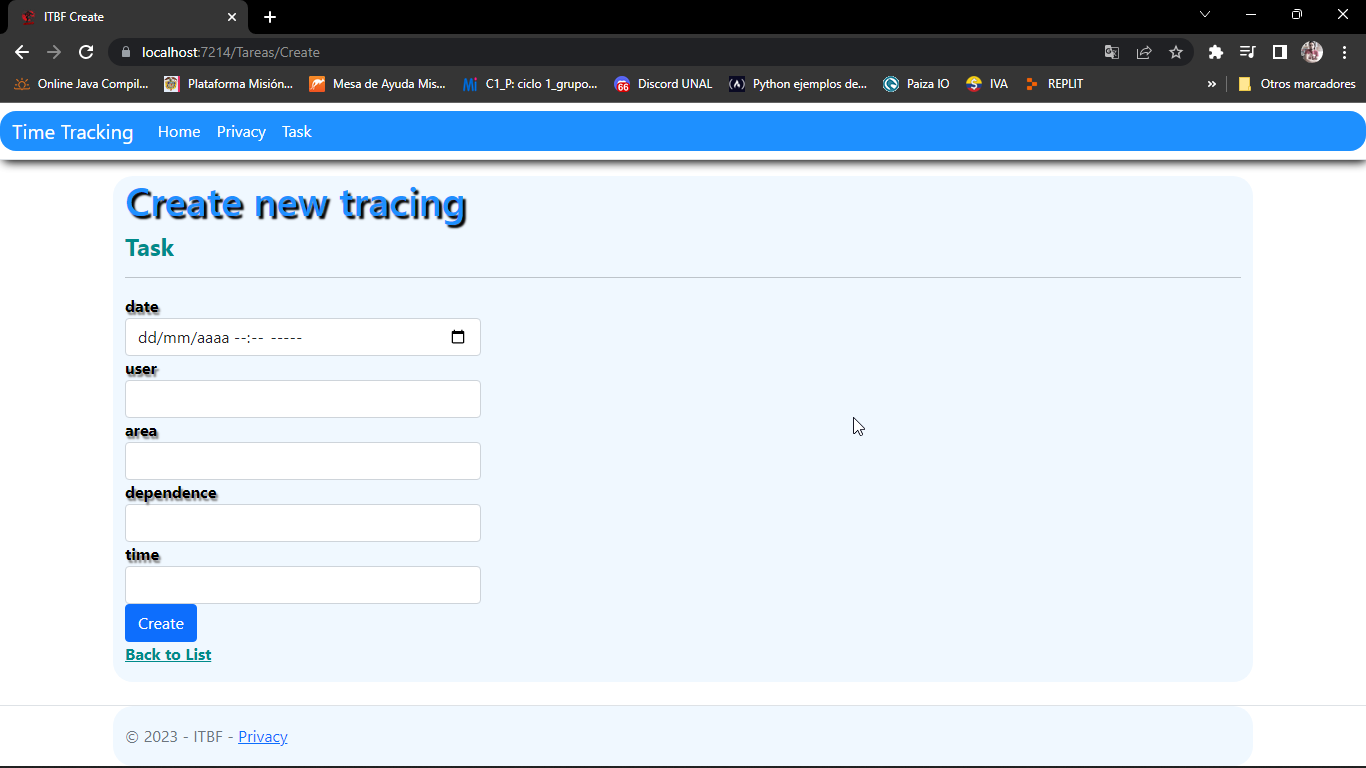 ITBF Create
localhost:7214/Tareas/Create
Online Java Compil... Plataforma Misión... Mesa de Ayuda Mis... Mi C1_P: ciclo 1_grupo... 66 Discord UNAL Python ejemplos de... Paiza IO IVA REPLIT » Otros marcadores
Time Tracking Home Privacy Task
Create new tracing
Task
date
dd/mm/aaaa --:-- -----
user
area
dependence
time
Create
Back to List
© 2023 - ITBF - Privacy